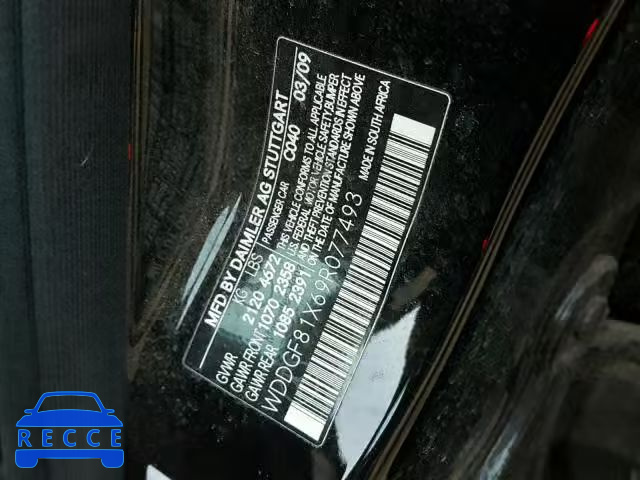 MFD BY DAIMLER AG STUTTGART
KG LBS PASSENGER CAR C040 03/09
GVWR 2120 4672 THIS VEHICLE CONFORMS TO ALL APPLICABLE
GAWR FRONT 1070 2358 U.S. FEDERAL MOTOR VEHICLE SAFETY, BUMPER,
GAWR REAR 1085 2391 AND THEFT PREVENTION STANDARDS IN EFFECT
ON DATE OF MANUFACTURE SHOWN ABOVE
WDDGF81X69R077493 MADE IN SOUTH AFRICA
RECCE